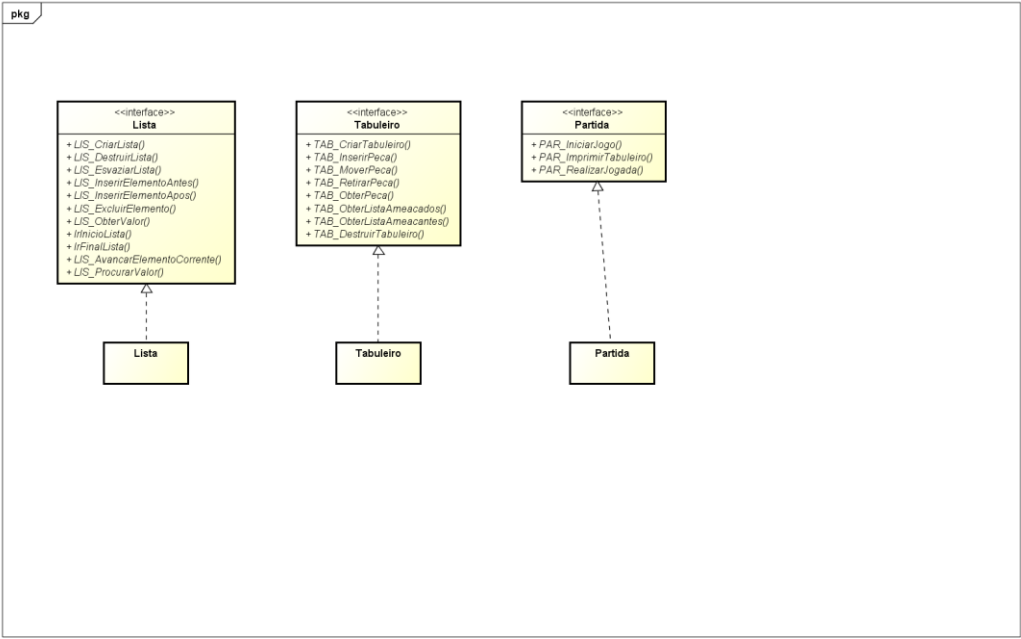 pkg
<<interface>>
Lista
+ LIS_CriarLista()
+ LIS_DestruirLista()
+ LIS_EsvaziarLista()
+ LIS_InserirElementoAntes()
+ LIS_InserirElementoApos()
+ LIS_ExcluirElemento()
+ LIS_ObterValor()
+ IrInicioLista()
+ IrFinalLista()
+ LIS_AvancarElementoCorrente()
+ LIS_ProcurarValor()
<<interface>>
Tabuleiro
+ TAB_CriarTabuleiro()
+ TAB_InserirPeca()
+ TAB_MoverPeca()
+ TAB_RetirarPeca()
+ TAB_ObterPeca()
+ TAB_ObterListaAmeacados()
+ TAB_ObterListaAmeacantes()
+ TAB_DestruirTabuleiro()
<<interface>>
Partida
+ PAR_IniciarJogo()
+ PAR_ImprimirTabuleiro()
+ PAR_RealizarJogada()
Lista
Tabuleiro
Partida